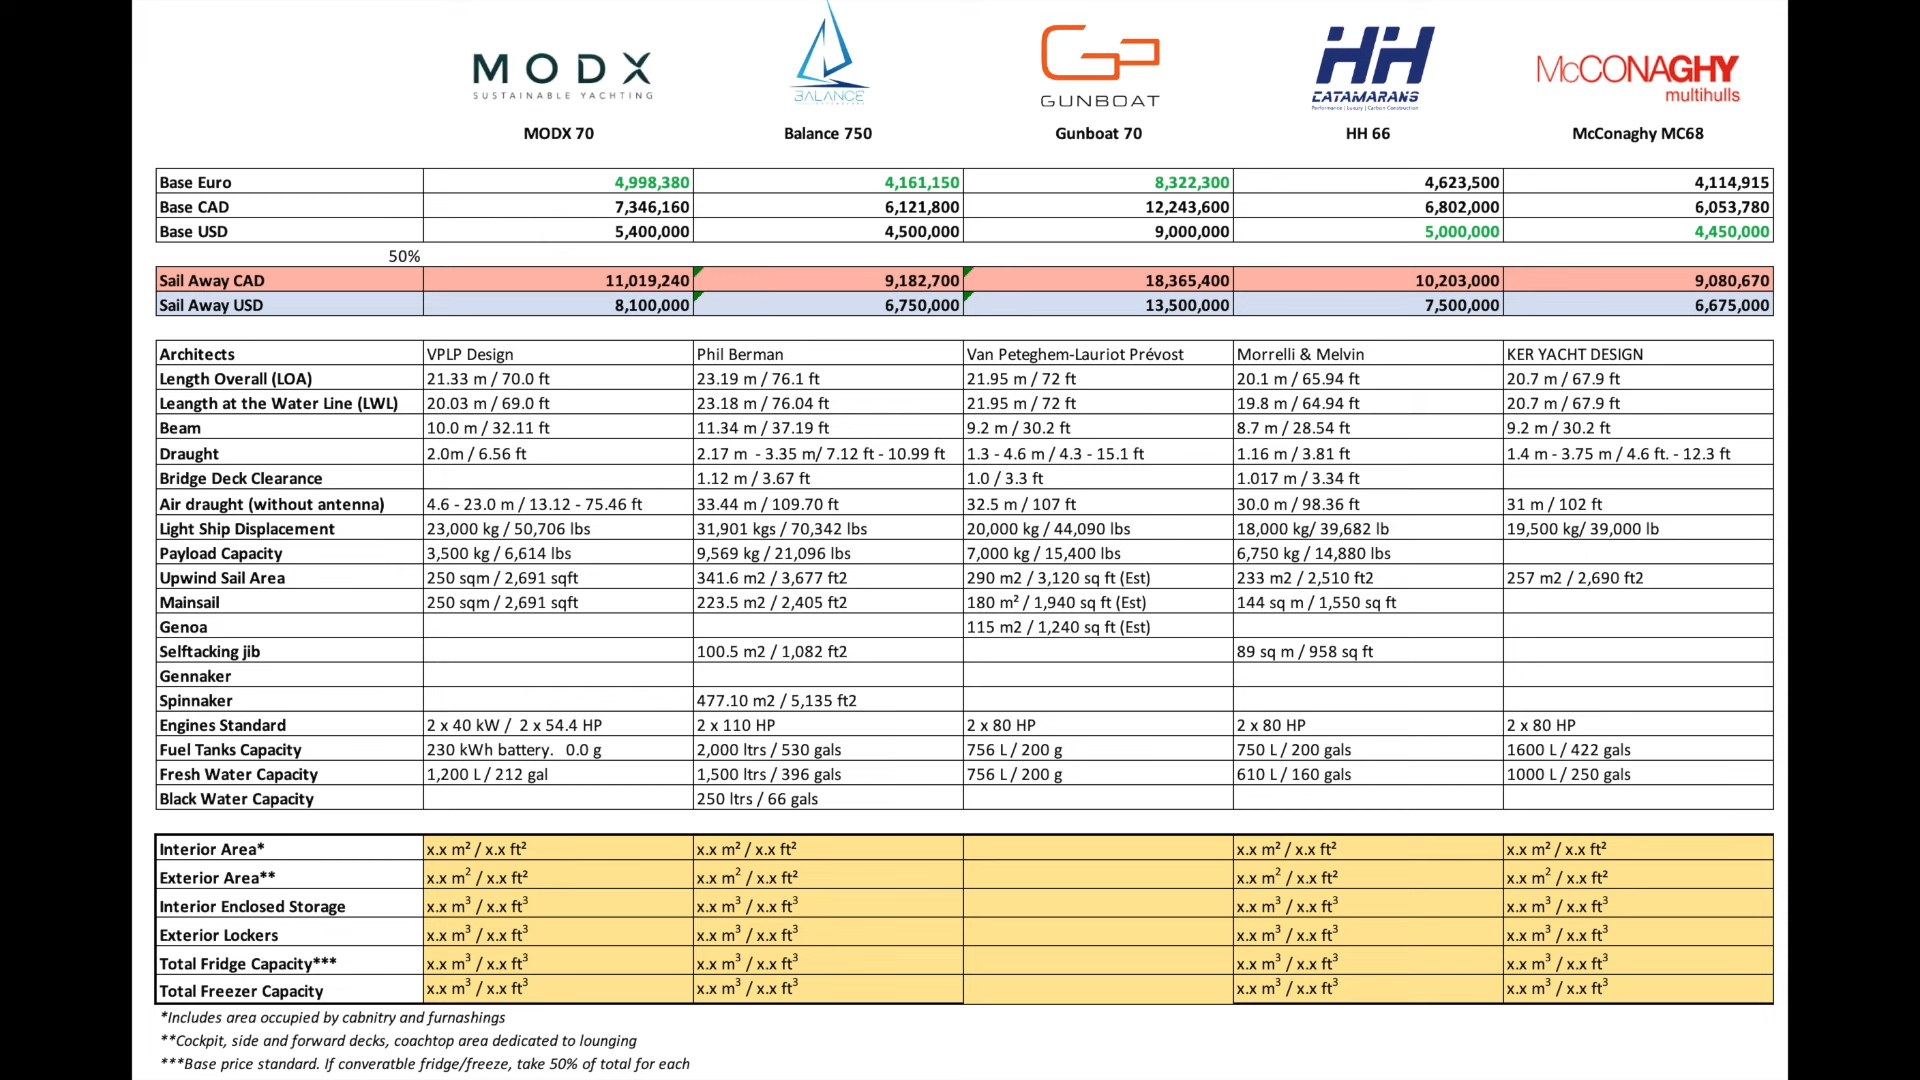 MODX
SUSTAINABLE YACHTING
BALANCE
GUNBOAT
HH
CATAMARANS
Performance | Luxury | Carbon Construction
McCONAGHY
multihulls
MODX 70 Balance 750 Gunboat 70 HH 66 McConaghy MC68
Base Euro 4,998,380 4,161,150 8,322,300 4,623,500 4,114,915
Base CAD 7,346,160 6,121,800 12,243,600 6,802,000 6,053,780
Base USD 5,400,000 4,500,000 9,000,000 5,000,000 4,450,000
50%
Sail Away CAD 11,019,240 9,182,700 18,365,400 10,203,000 9,080,670
Sail Away USD 8,100,000 6,750,000 13,500,000 7,500,000 6,675,000
Architects VPLP Design Phil Berman Van Peteghem-Lauriot Prévost Morrelli & Melvin KER YACHT DESIGN
Length Overall (LOA) 21.33 m / 70.0 ft 23.19 m / 76.1 ft 21.95 m / 72 ft 20.1 m / 65.94 ft 20.7 m / 67.9 ft
Leangth at the Water Line (LWL) 20.03 m / 69.0 ft 23.18 m / 76.04 ft 21.95 m / 72 ft 19.8 m / 64.94 ft 20.7 m / 67.9 ft
Beam 10.0 m / 32.11 ft 11.34 m / 37.19 ft 9.2 m / 30.2 ft 8.7 m / 28.54 ft 9.2 m / 30.2 ft
Draught 2.0m / 6.56 ft 2.17 m - 3.35 m/ 7.12 ft - 10.99 ft 1.3 - 4.6 m / 4.3 - 15.1 ft 1.16 m / 3.81 ft 1.4 m - 3.75 m / 4.6 ft. - 12.3 ft
Bridge Deck Clearance 1.12 m / 3.67 ft 1.0 / 3.3 ft 1.017 m / 3.34 ft
Air draught (without antenna) 4.6 - 23.0 m / 13.12 - 75.46 ft 33.44 m / 109.70 ft 32.5 m / 107 ft 30.0 m / 98.36 ft 31 m / 102 ft
Light Ship Displacement 23,000 kg / 50,706 lbs 31,901 kgs / 70,342 lbs 20,000 kg / 44,090 lbs 18,000 kg/ 39,682 lb 19,500 kg/ 39,000 lb
Payload Capacity 3,500 kg / 6,614 lbs 9,569 kg / 21,096 lbs 7,000 kg / 15,400 lbs 6,750 kg / 14,880 lbs
Upwind Sail Area 250 sqm / 2,691 sqft 341.6 m2 / 3,677 ft2 290 m2 / 3,120 sq ft (Est) 233 m2 / 2,510 ft2 257 m2 / 2,690 ft2
Mainsail 250 sqm / 2,691 sqft 223.5 m2 / 2,405 ft2 180 m² / 1,940 sq ft (Est) 144 sq m / 1,550 sq ft
Genoa 115 m2 / 1,240 sq ft (Est)
Selftacking jib 100.5 m2 / 1,082 ft2 89 sq m / 958 sq ft
Gennaker
Spinnaker 477.10 m2 / 5,135 ft2
Engines Standard 2 x 40 kW / 2 x 54.4 HP 2 x 110 HP 2 x 80 HP 2 x 80 HP 2 x 80 HP
Fuel Tanks Capacity 230 kWh battery. 0.0 g 2,000 ltrs / 530 gals 756 L / 200 g 750 L / 200 gals 1600 L / 422 gals
Fresh Water Capacity 1,200 L / 212 gal 1,500 ltrs / 396 gals 756 L / 200 g 610 L / 160 gals 1000 L / 250 gals
Black Water Capacity 250 ltrs / 66 gals
Interior Area* x.x m² / x.x ft² x.x m² / x.x ft² x.x m² / x.x ft² x.x m² / x.x ft²
Exterior Area** x.x m² / x.x ft² x.x m² / x.x ft² x.x m² / x.x ft² x.x m² / x.x ft²
Interior Enclosed Storage x.x m³ / x.x ft³ x.x m³ / x.x ft³ x.x m³ / x.x ft³ x.x m³ / x.x ft³
Exterior Lockers x.x m³ / x.x ft³ x.x m³ / x.x ft³ x.x m³ / x.x ft³ x.x m³ / x.x ft³
Total Fridge Capacity*** x.x m³ / x.x ft³ x.x m³ / x.x ft³ x.x m³ / x.x ft³ x.x m³ / x.x ft³
Total Freezer Capacity x.x m³ / x.x ft³ x.x m³ / x.x ft³ x.x m³ / x.x ft³ x.x m³ / x.x ft³
*Includes area occupied by cabnitry and furnashings
**Cockpit, side and forward decks, coachtop area dedicated to lounging
***Base price standard. If converatble fridge/freeze, take 50% of total for each